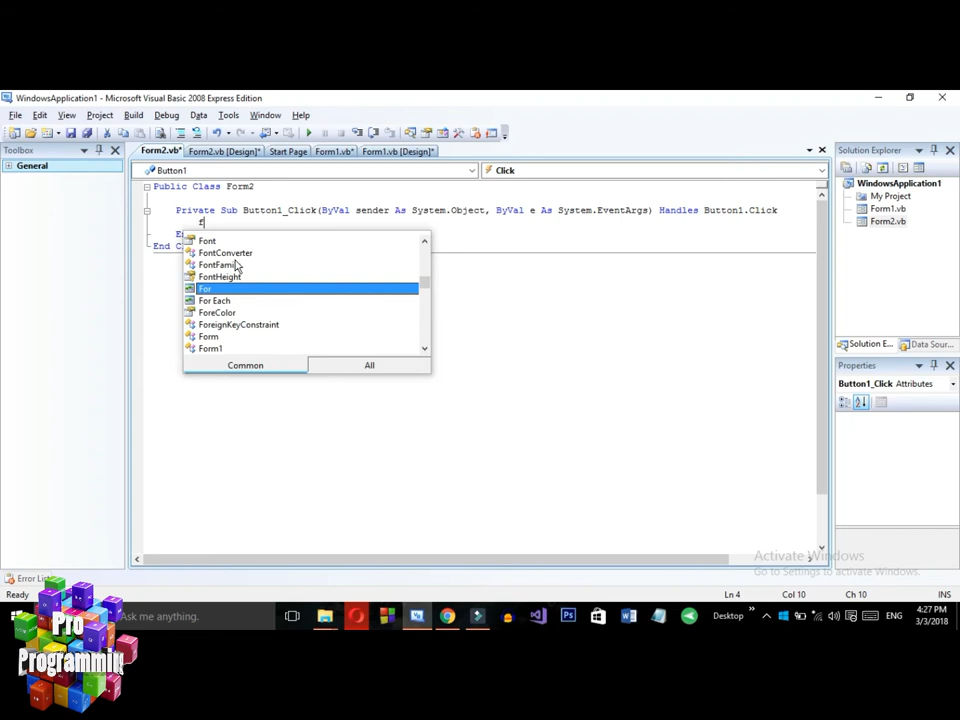 WindowsApplication1 - Microsoft Visual Basic 2008 Express Edition
File Edit View Project Build Debug Data Tools Window Help
Toolbox
General
Form2.vb* Form2.vb [Design]* Start Page Form1.vb* Form1.vb [Design]*
Button1 Click
Public Class Form2
Private Sub Button1_Click(ByVal sender As System.Object, ByVal e As System.EventArgs) Handles Button1.Click
f
End C
Font
FontConverter
FontFami
FontHeight
For
For Each
ForeColor
ForeignKeyConstraint
Form
Form1
Common All
Solution Explorer
WindowsApplication1
My Project
Form1.vb
Form2.vb
Solution E... Data Sour...
Properties
Button1_Click Attributes
Activate Windows
Go to Settings to activate Windows.
Error Lis
Ready Ln 4 Col 10 Ch 10 INS
Ask me anything. Desktop ENG 4:27 PM
3/3/2018
Pro
Programming